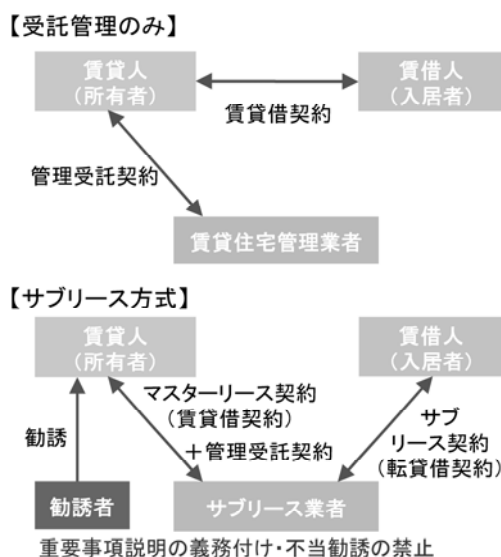 【受託管理のみ】
賃貸人
(所有者)
賃借人
(入居者)
賃貸借契約
管理受託契約
賃貸住宅管理業者
【サブリース方式】
賃貸人
(所有者)
賃借人
(入居者)
マスターリース契約
(賃貸借契約)
+管理受託契約
サブ
リース契約
(転貸借契約)
勧誘
勧誘者
サブリース業者
重要事項説明の義務付け・不当勧誘の禁止